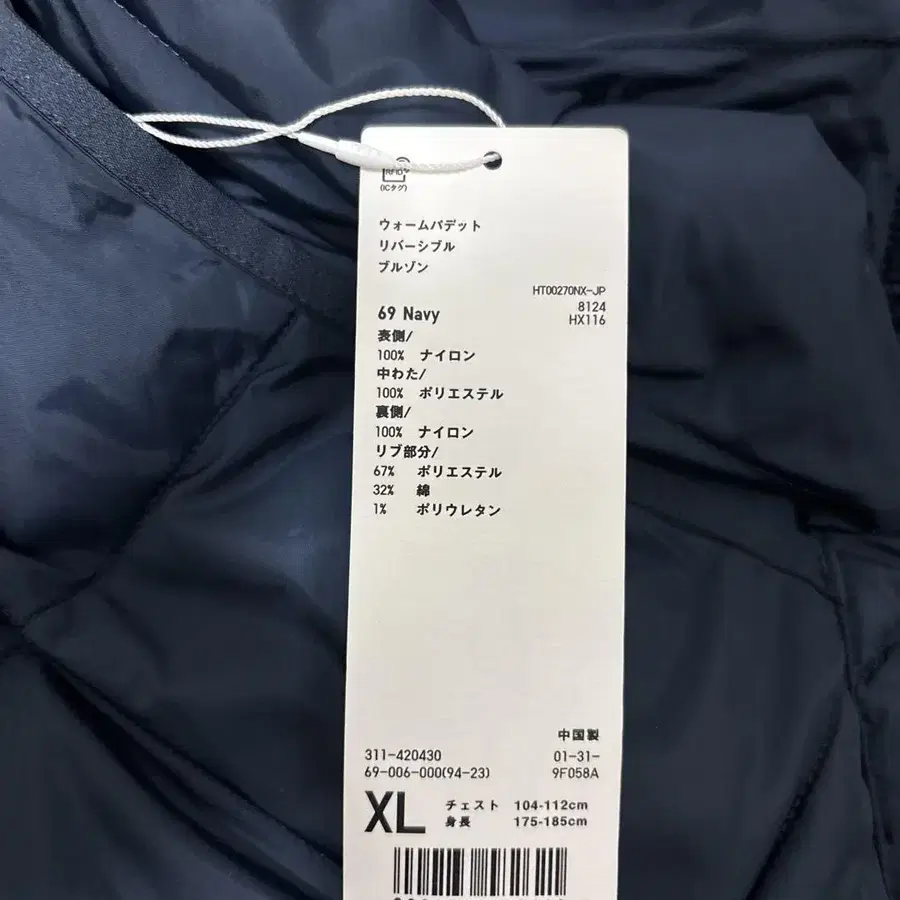 RFID
(ICタグ)
ウォームパデット
リバーシブル
ブルゾン
HT00270NX-JP
8124
HX116
69 Navy
表側/
100% ナイロン
中わた/
100% ポリエステル
裏側/
100% ナイロン
リブ部分/
67% ポリエステル
32% 綿
1% ポリウレタン
中国製
311-420430 01-31-
69-006-000(94-23) 9F058A
XL チェスト 104-112cm
身長 175-185cm